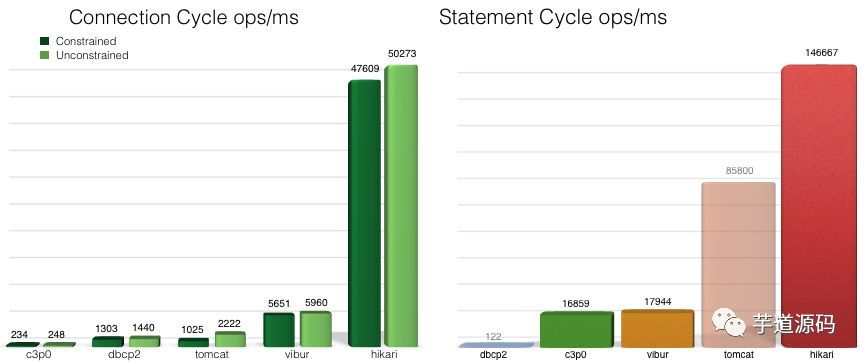 Connection Cycle ops/ms
Constrained
Unconstrained
234
248
1303
1440
1025
2222
5651
5960
47609
50273
c3p0
dbcp2
tomcat
vibur
hikari
Statement Cycle ops/ms
122
16859
17944
85800
146667
dbcp2
c3p0
vibur
tomcat
hikari
芋道源码